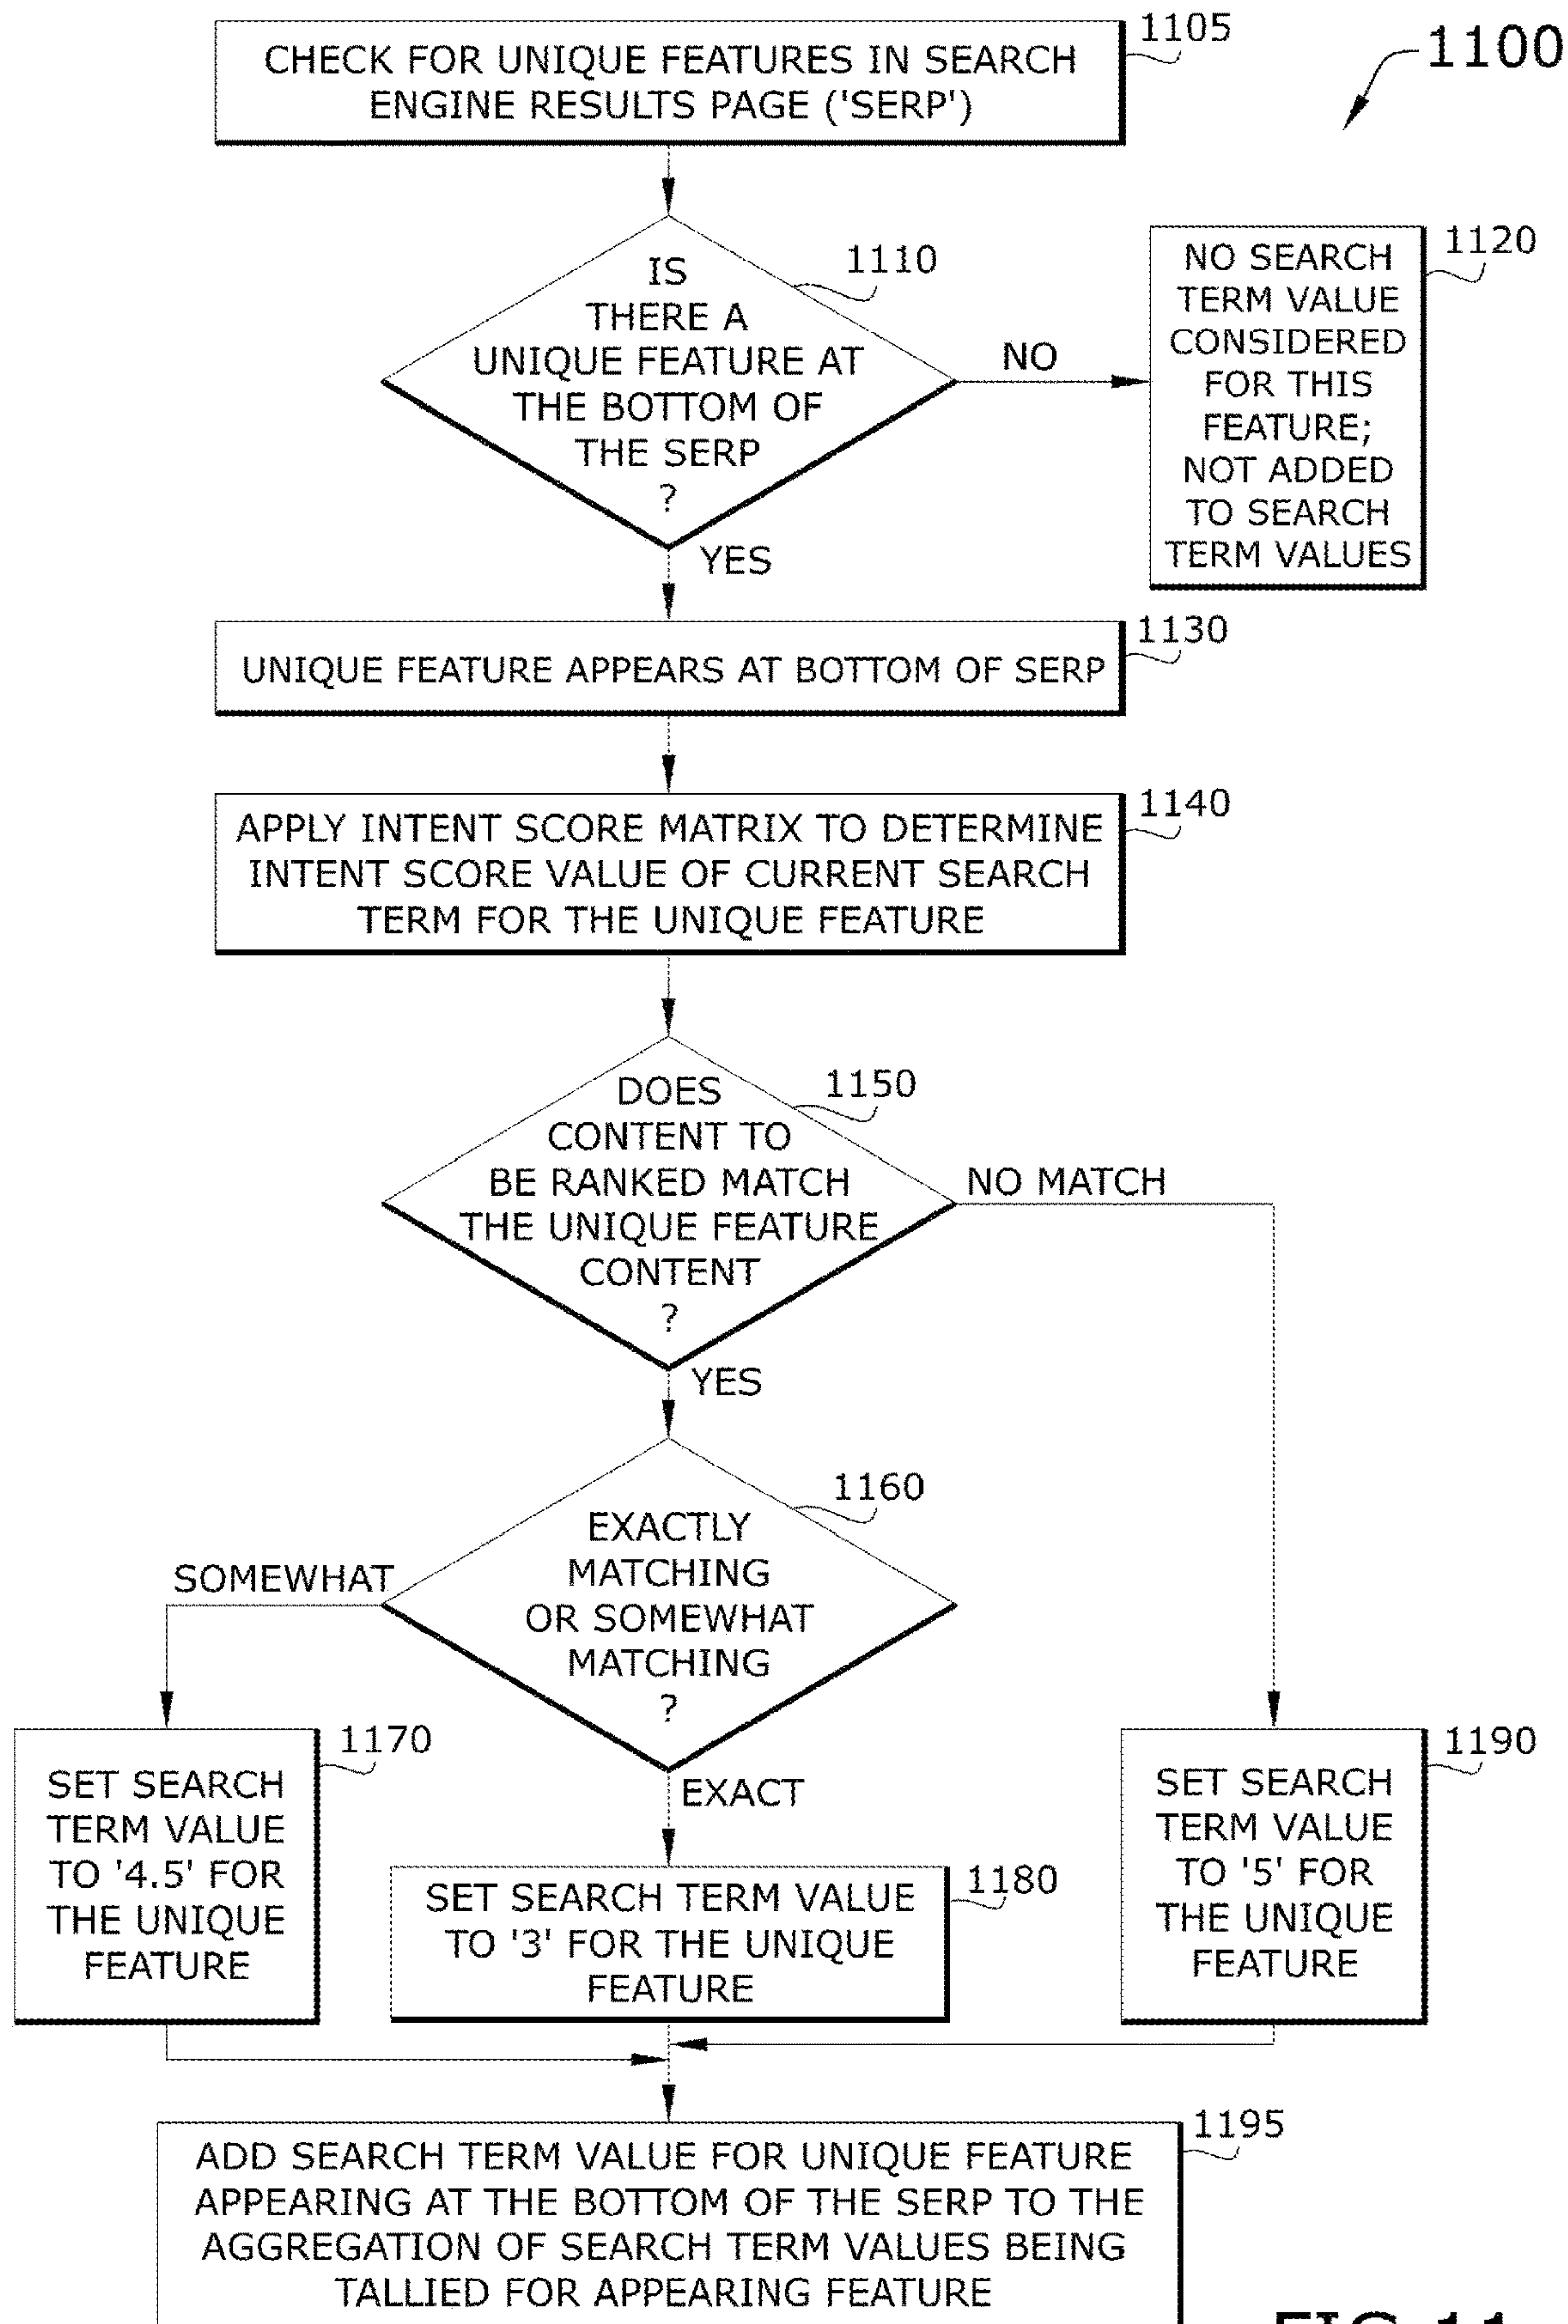 1105
CHECK FOR UNIQUE FEATURES IN SEARCH
ENGINE RESULTS PAGE ('SERP')
1100
1110
IS
THERE A
UNIQUE FEATURE AT
THE BOTTOM OF
THE SERP
?
NO
YES
1120
NO SEARCH
TERM VALUE
CONSIDERED
FOR THIS
FEATURE;
NOT ADDED
TO SEARCH
TERM VALUES
1130
UNIQUE FEATURE APPEARS AT BOTTOM OF SERP
1140
APPLY INTENT SCORE MATRIX TO DETERMINE
INTENT SCORE VALUE OF CURRENT SEARCH
TERM FOR THE UNIQUE FEATURE
1150
DOES
CONTENT TO
BE RANKED MATCH
THE UNIQUE FEATURE
CONTENT
?
NO MATCH
YES
1160
EXACTLY
MATCHING
OR SOMEWHAT
MATCHING
?
SOMEWHAT
EXACT
1170
SET SEARCH
TERM VALUE
TO '4.5' FOR
THE UNIQUE
FEATURE
1180
SET SEARCH TERM VALUE
TO '3' FOR THE UNIQUE
FEATURE
1190
SET SEARCH
TERM VALUE
TO '5' FOR
THE UNIQUE
FEATURE
1195
ADD SEARCH TERM VALUE FOR UNIQUE FEATURE
APPEARING AT THE BOTTOM OF THE SERP TO THE
AGGREGATION OF SEARCH TERM VALUES BEING
TALLIED FOR APPEARING FEATURE